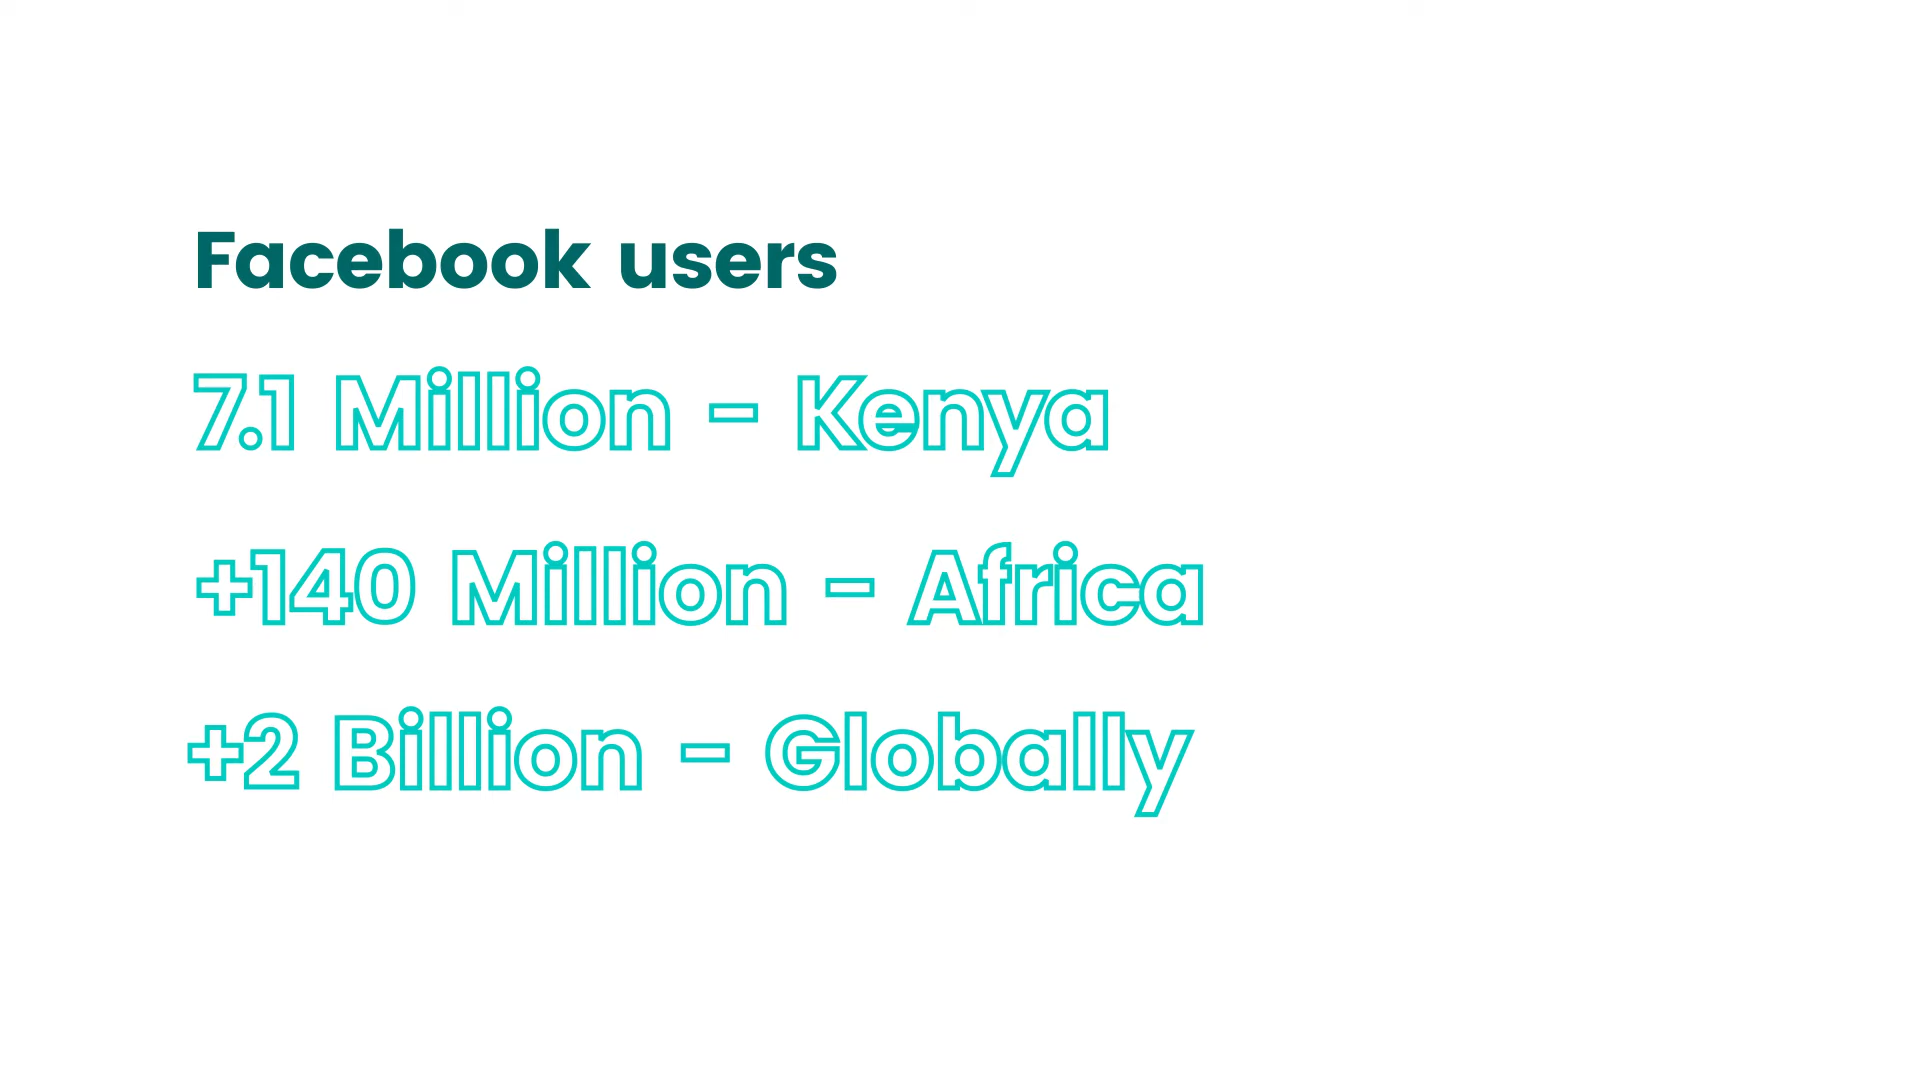 Facebook users
7.1 Million - Kenya
+140 Million - Africa
+2 Billion - Globally